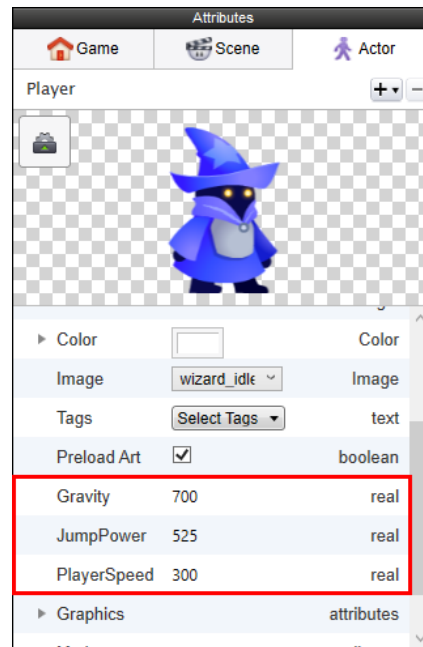 Attributes
Game Scene Actor
Player
Color Color
Image wizard_idle Image
Tags Select Tags text
Preload Art boolean
Gravity 700 real
JumpPower 525 real
PlayerSpeed 300 real
Graphics attributes